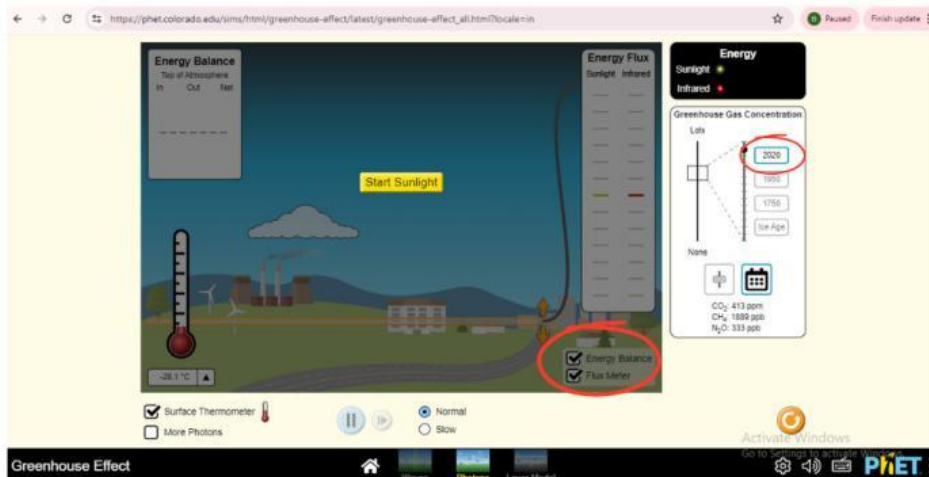 https://phet.colorado.edu/sims/html/greenhouse-effect/latest/greenhouse-effect_all.html?locale=in
Paused
Finish update
Energy Balance
Top of Atmosphere
In Out Net
Energy Flux
Sunlight Infrared
Start Sunlight
-28.1 °C
Energy Balance
Flux Meter
Energy
Sunlight
Infrared
Greenhouse Gas Concentration
Lots
2020
1950
1750
Ice Age
None
CO₂: 413 ppm
CH₄: 1889 ppb
N₂O: 333 ppb
Surface Thermometer
More Photons
Normal
Slow
Activate Windows
Go to Settings to activate Windows.
Greenhouse Effect
Waves
Photons
Layer Model
PhET